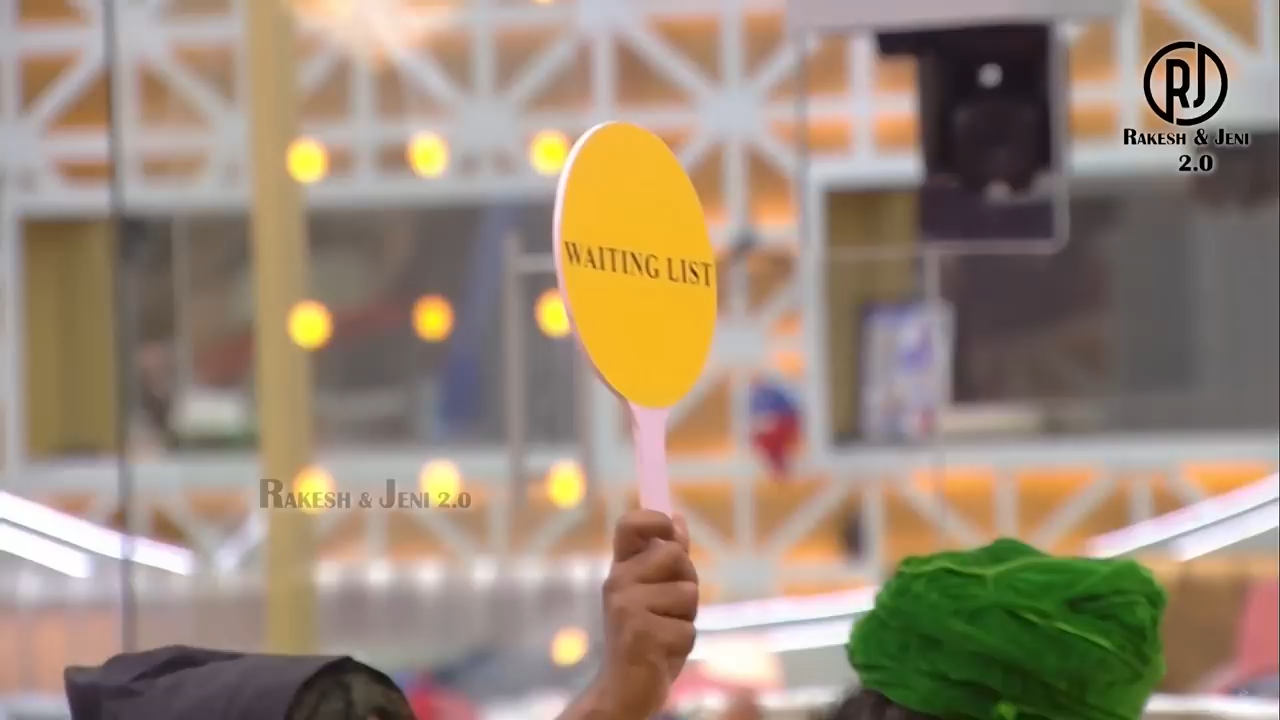 RJ
RAKESH & JENI
2.0
WAITING LIST
RAKESH & JENI 2.0